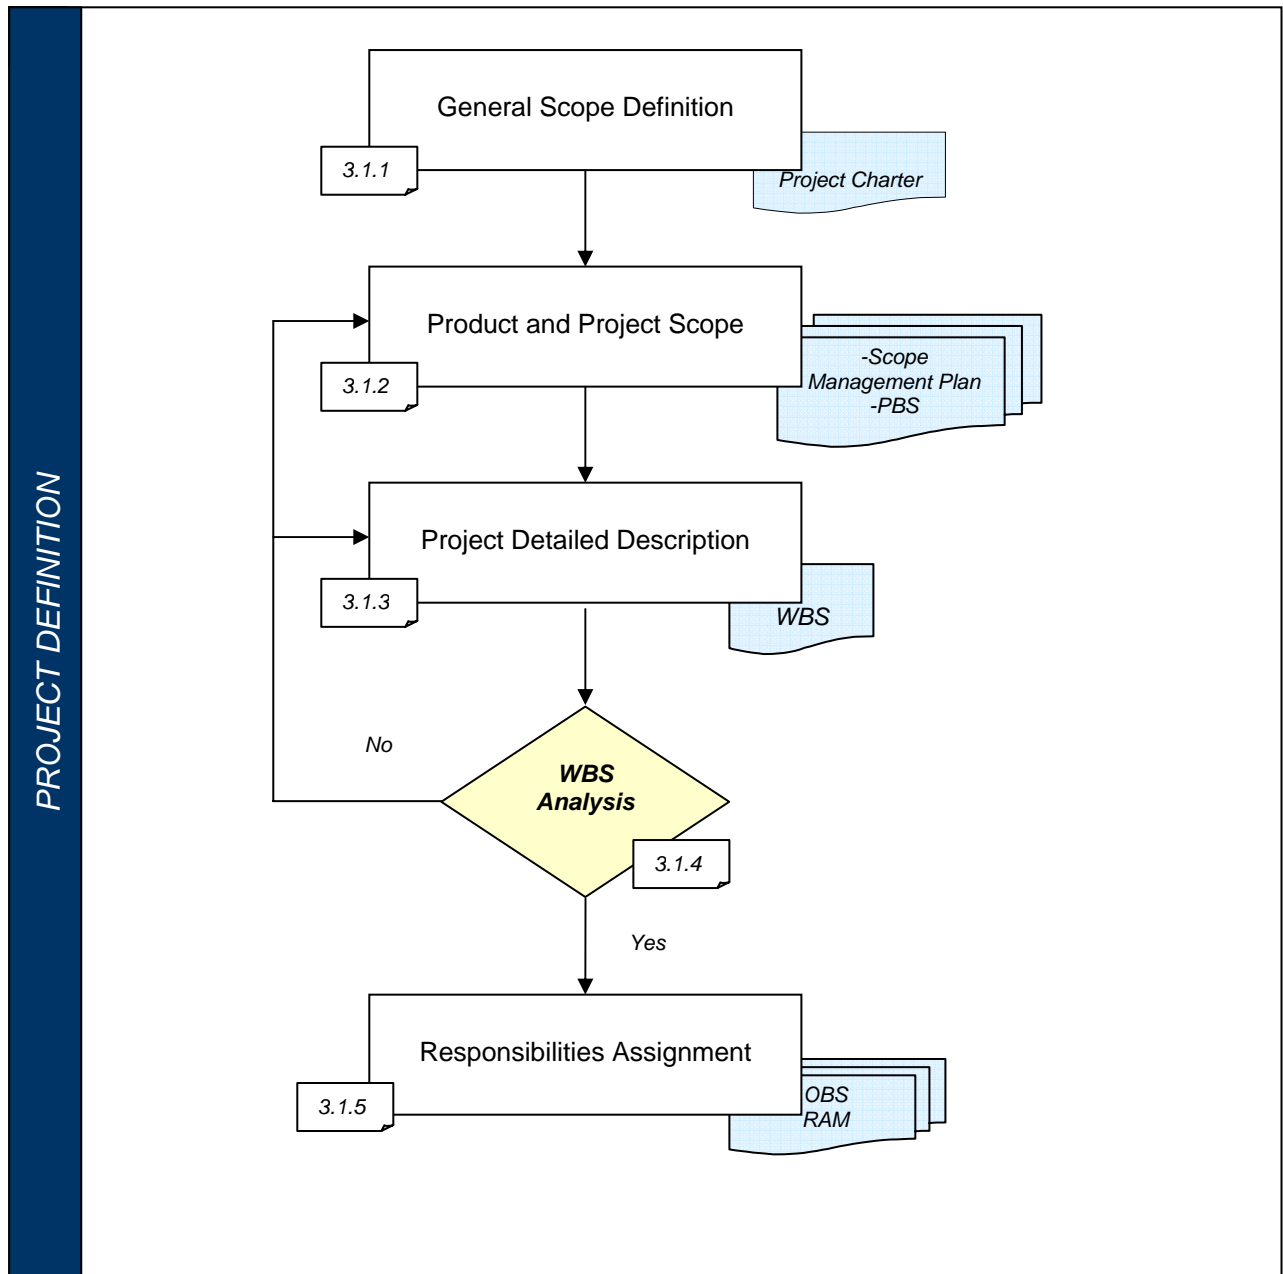 PROJECT DEFINITION
General Scope Definition
3.1.1
Project Charter
Product and Project Scope
3.1.2
-Scope
Management Plan
-PBS
Project Detailed Description
3.1.3
WBS
No
WBS
Analysis
3.1.4
Yes
Responsibilities Assignment
3.1.5
OBS
RAM